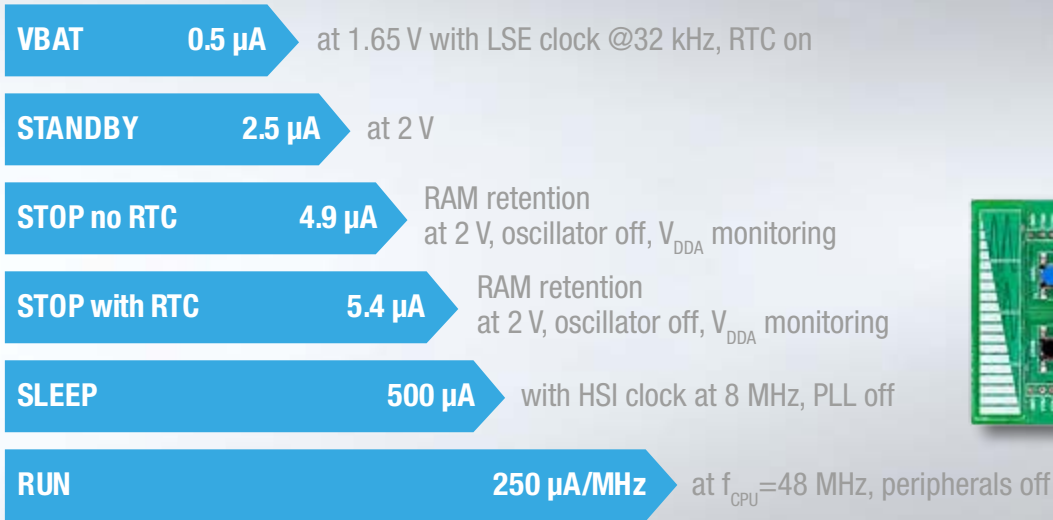 VBAT 0.5 µA at 1.65 V with LSE clock @32 kHz, RTC on
STANDBY 2.5 µA at 2 V
STOP no RTC 4.9 µA RAM retention
at 2 V, oscillator off, VDDA monitoring
STOP with RTC 5.4 µA RAM retention
at 2 V, oscillator off, VDDA monitoring
SLEEP 500 µA with HSI clock at 8 MHz, PLL off
RUN 250 µA/MHz at fCPU=48 MHz, peripherals off